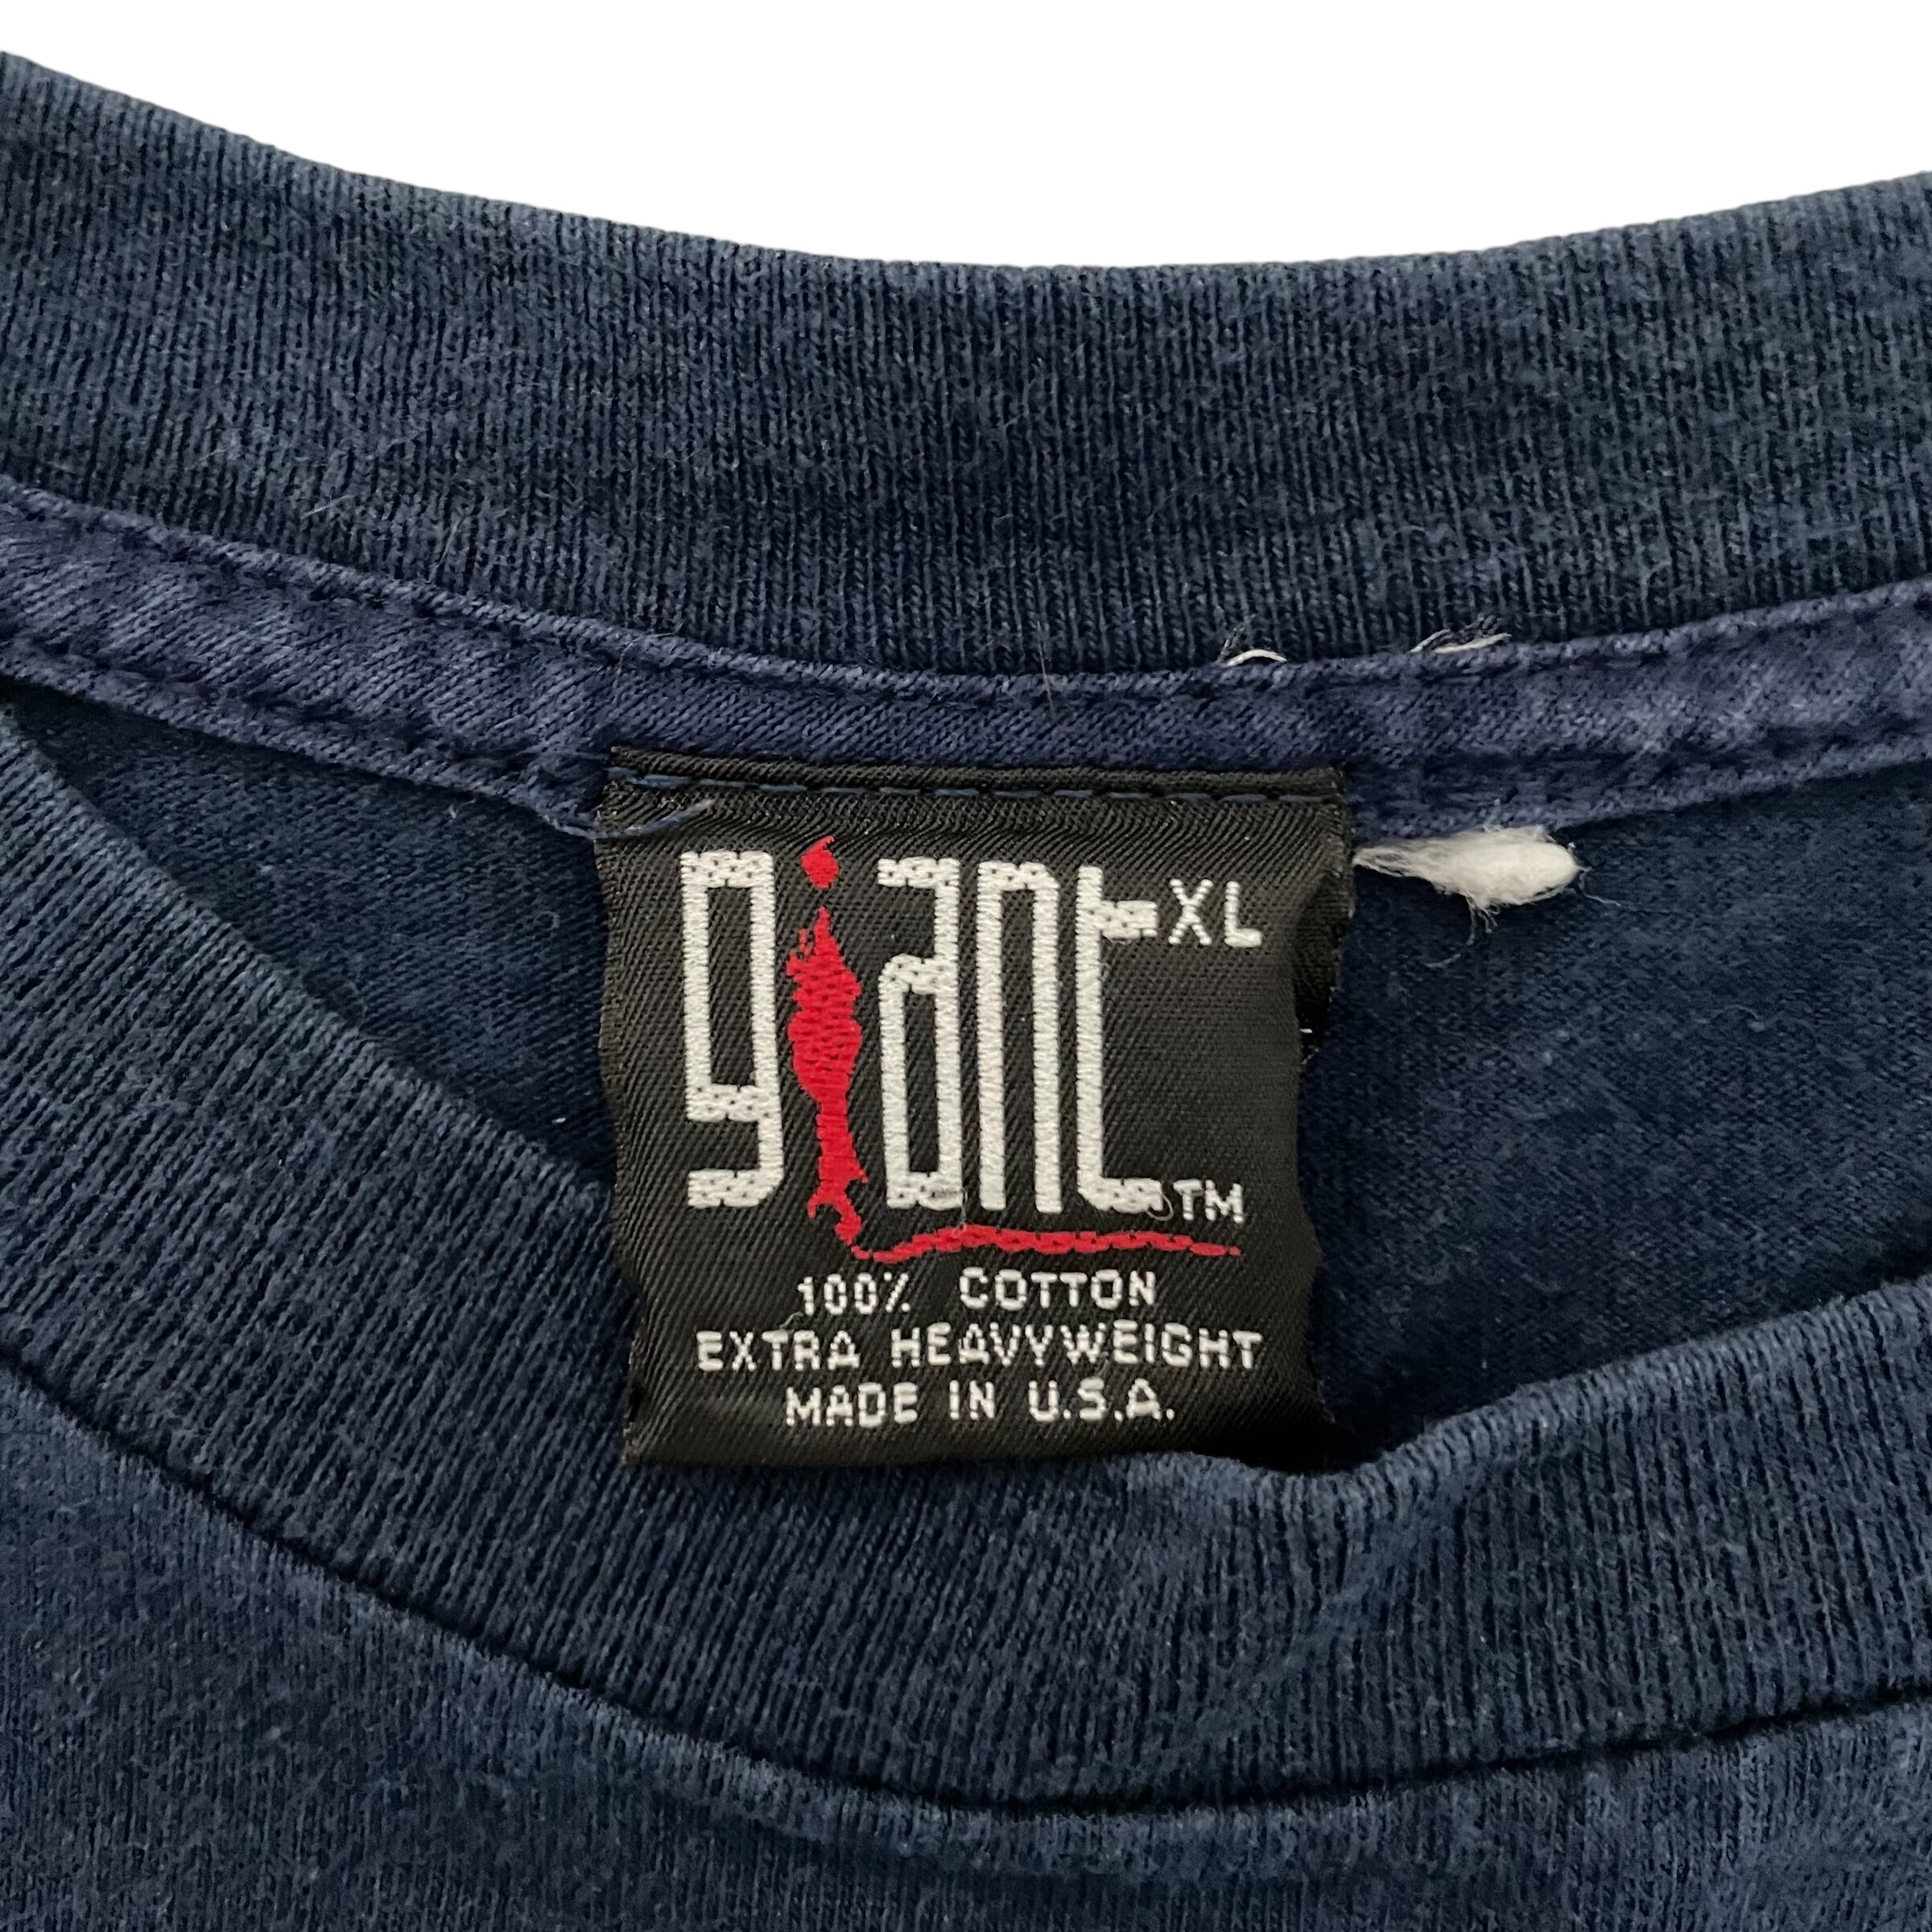 giant XL
TM
100% COTTON
EXTRA HEAVYWEIGHT
MADE IN U.S.A.